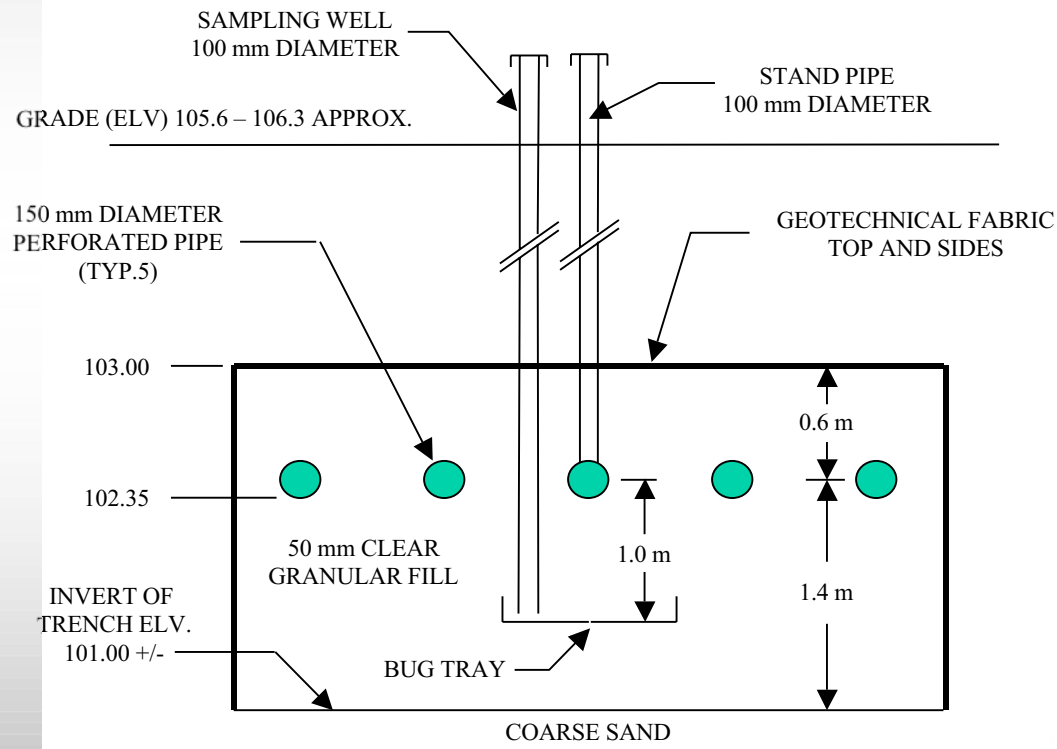 SAMPLING WELL
100 mm DIAMETER
STAND PIPE
100 mm DIAMETER
GRADE (ELV) 105.6 – 106.3 APPROX.
150 mm DIAMETER
PERFORATED PIPE
(TYP.5)
GEOTECHNICAL FABRIC
TOP AND SIDES
103.00
0.6 m
102.35
50 mm CLEAR
GRANULAR FILL
1.0 m
1.4 m
INVERT OF
TRENCH ELV.
101.00 +/-
BUG TRAY
COARSE SAND